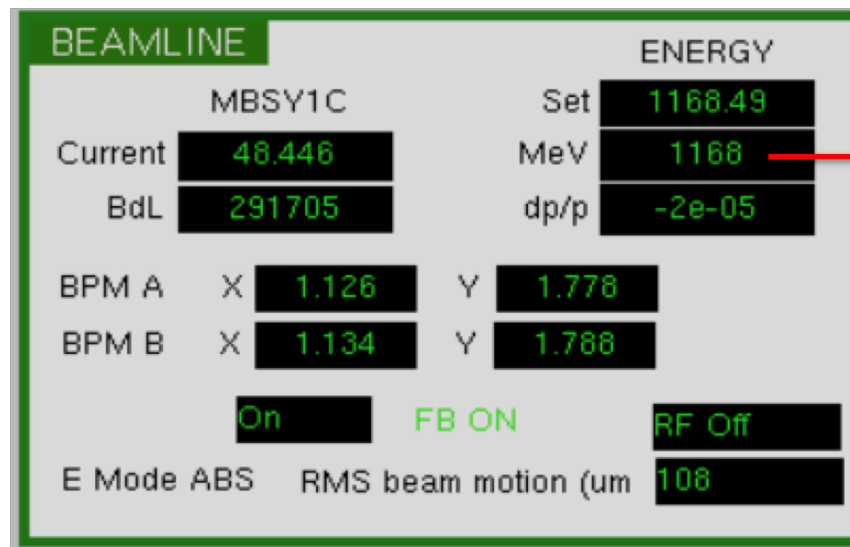 BEAMLINE
ENERGY
MBSY1C Set 1168.49
Current 48.446 MeV 1168
BdL 291705 dp/p -2e-05
BPM A X 1.126 Y 1.778
BPM B X 1.134 Y 1.788
On FB ON RF Off
E Mode ABS RMS beam motion (um 108